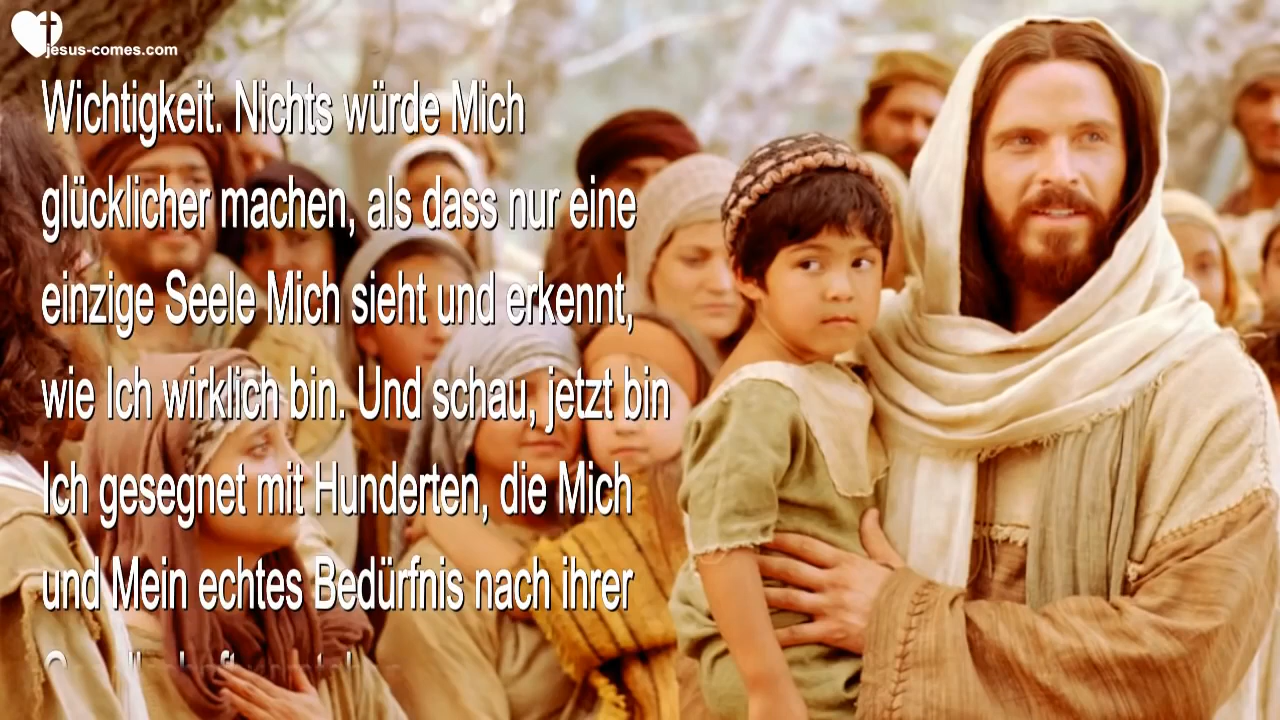 jesus-comes.com
Wichtigkeit. Nichts würde Mich
glücklicher machen, als dass nur eine
einzige Seele Mich sieht und erkennt,
wie Ich wirklich bin. Und schau, jetzt bin
Ich gesegnet mit Hunderten, die Mich
und Mein echtes Bedürfnis nach ihrer